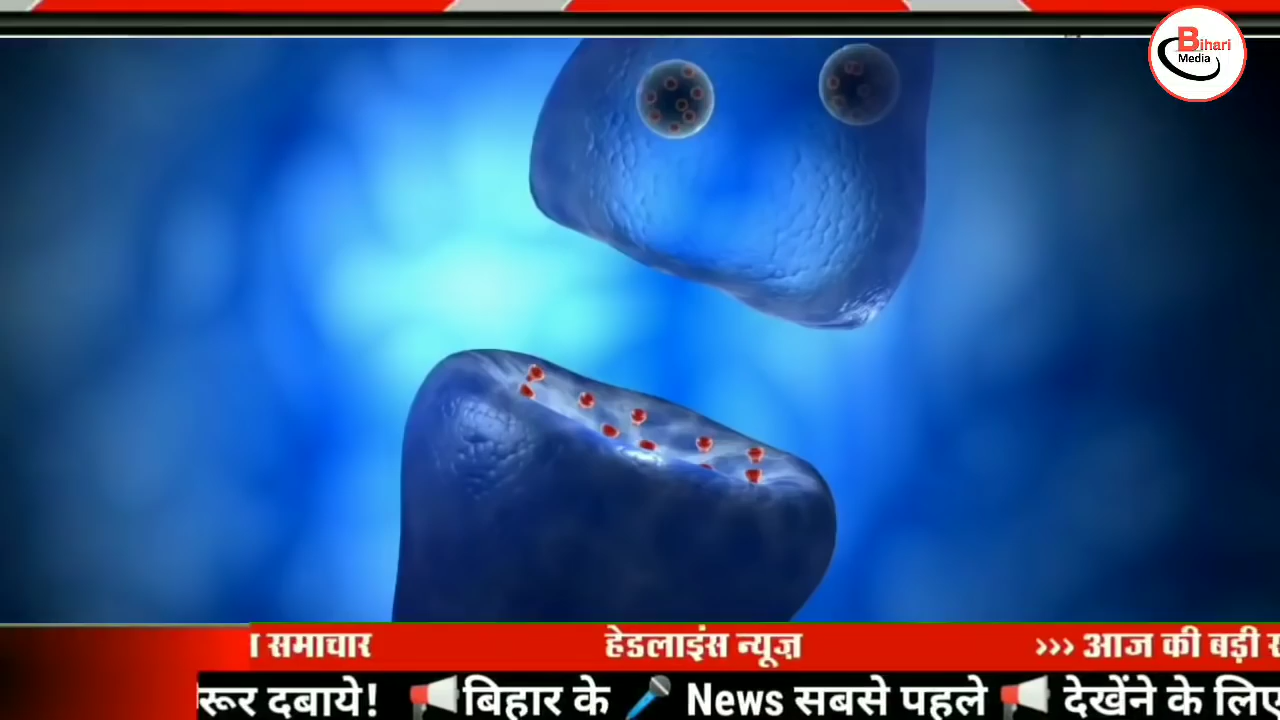 Bihari
Media
समाचार हेडलाइंस न्यूज़ >>> आज की बड़ी
दबाये! बिहार के News सबसे पहले देखेंने के